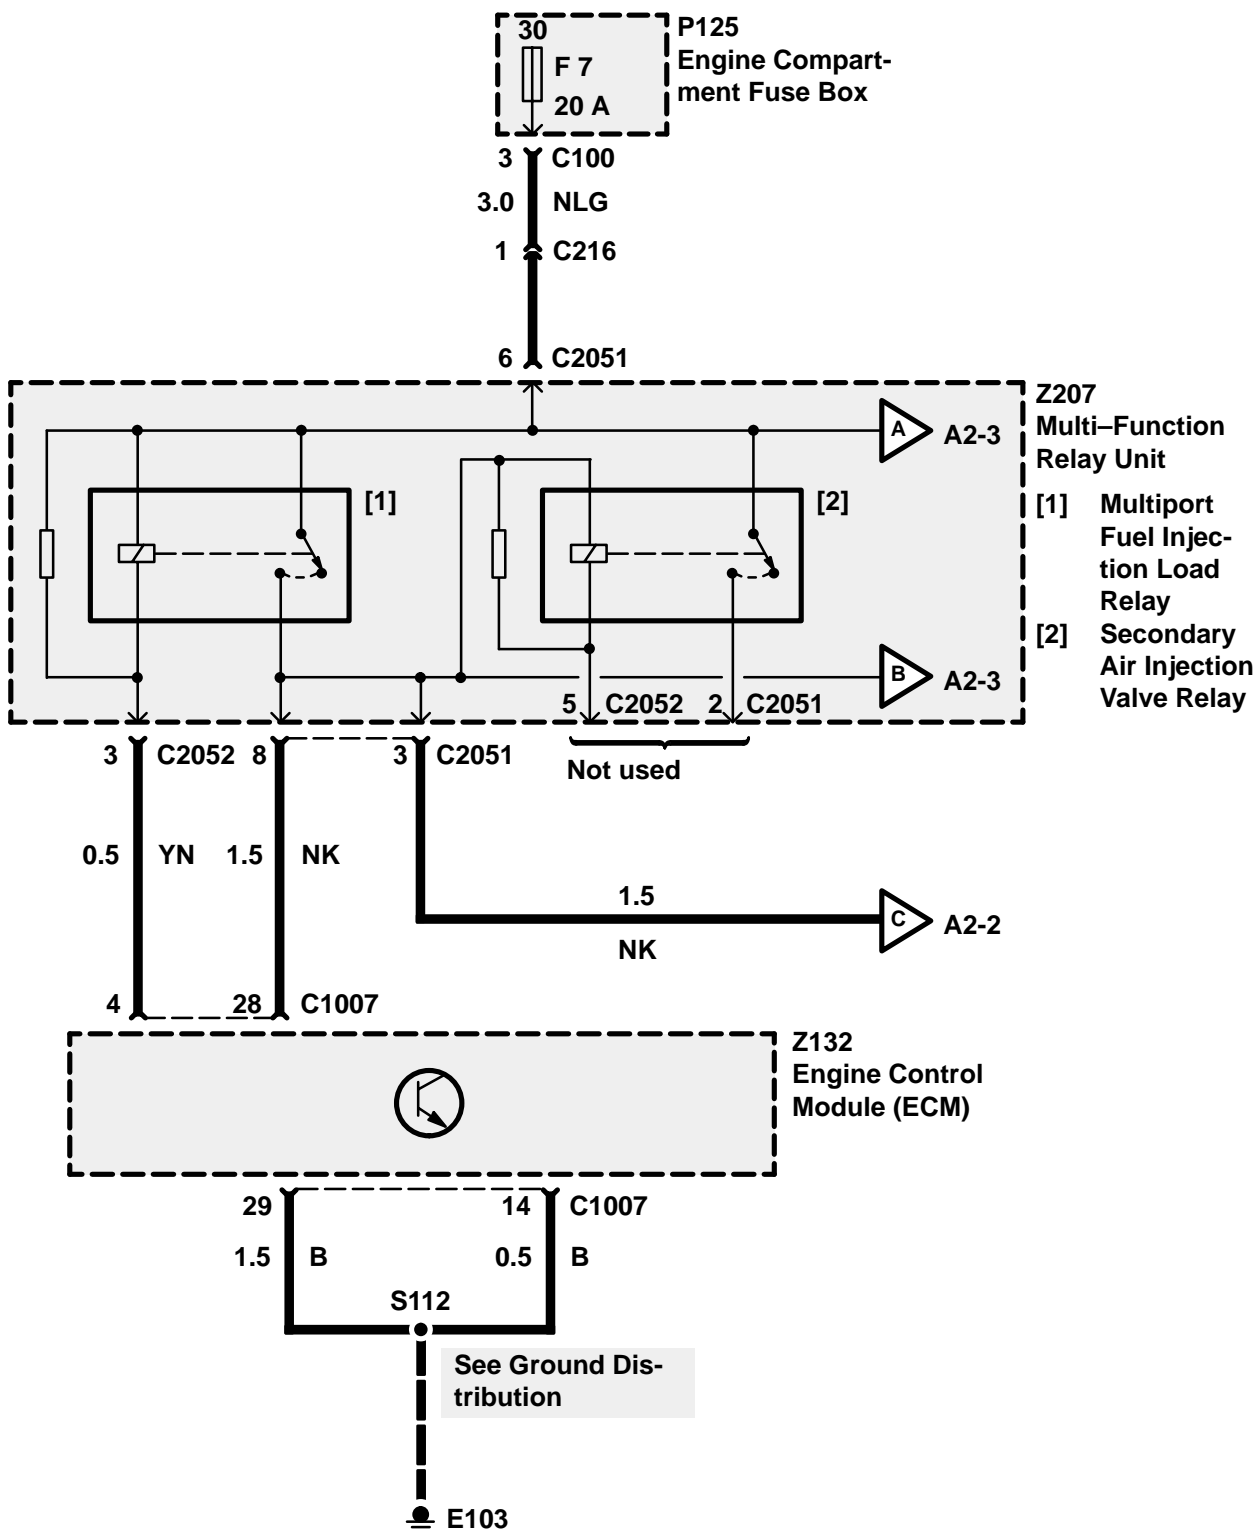 30
F 7
20 A
P125
Engine Compart-
ment Fuse Box
3 C100
3.0 NLG
1 C216
6 C2051
Z207
Multi–Function
Relay Unit
[1] Multiport
Fuel Injec-
tion Load
Relay
[2] Secondary
Air Injection
Valve Relay
A A2-3
[1] [2]
B A2-3
5 C2052 2 C2051
3 C2052 8 3 C2051
Not used
0.5 YN 1.5 NK
1.5
NK
C A2-2
4 28 C1007
Z132
Engine Control
Module (ECM)
29 14 C1007
1.5 B 0.5 B
S112
See Ground Dis-
tribution
E103